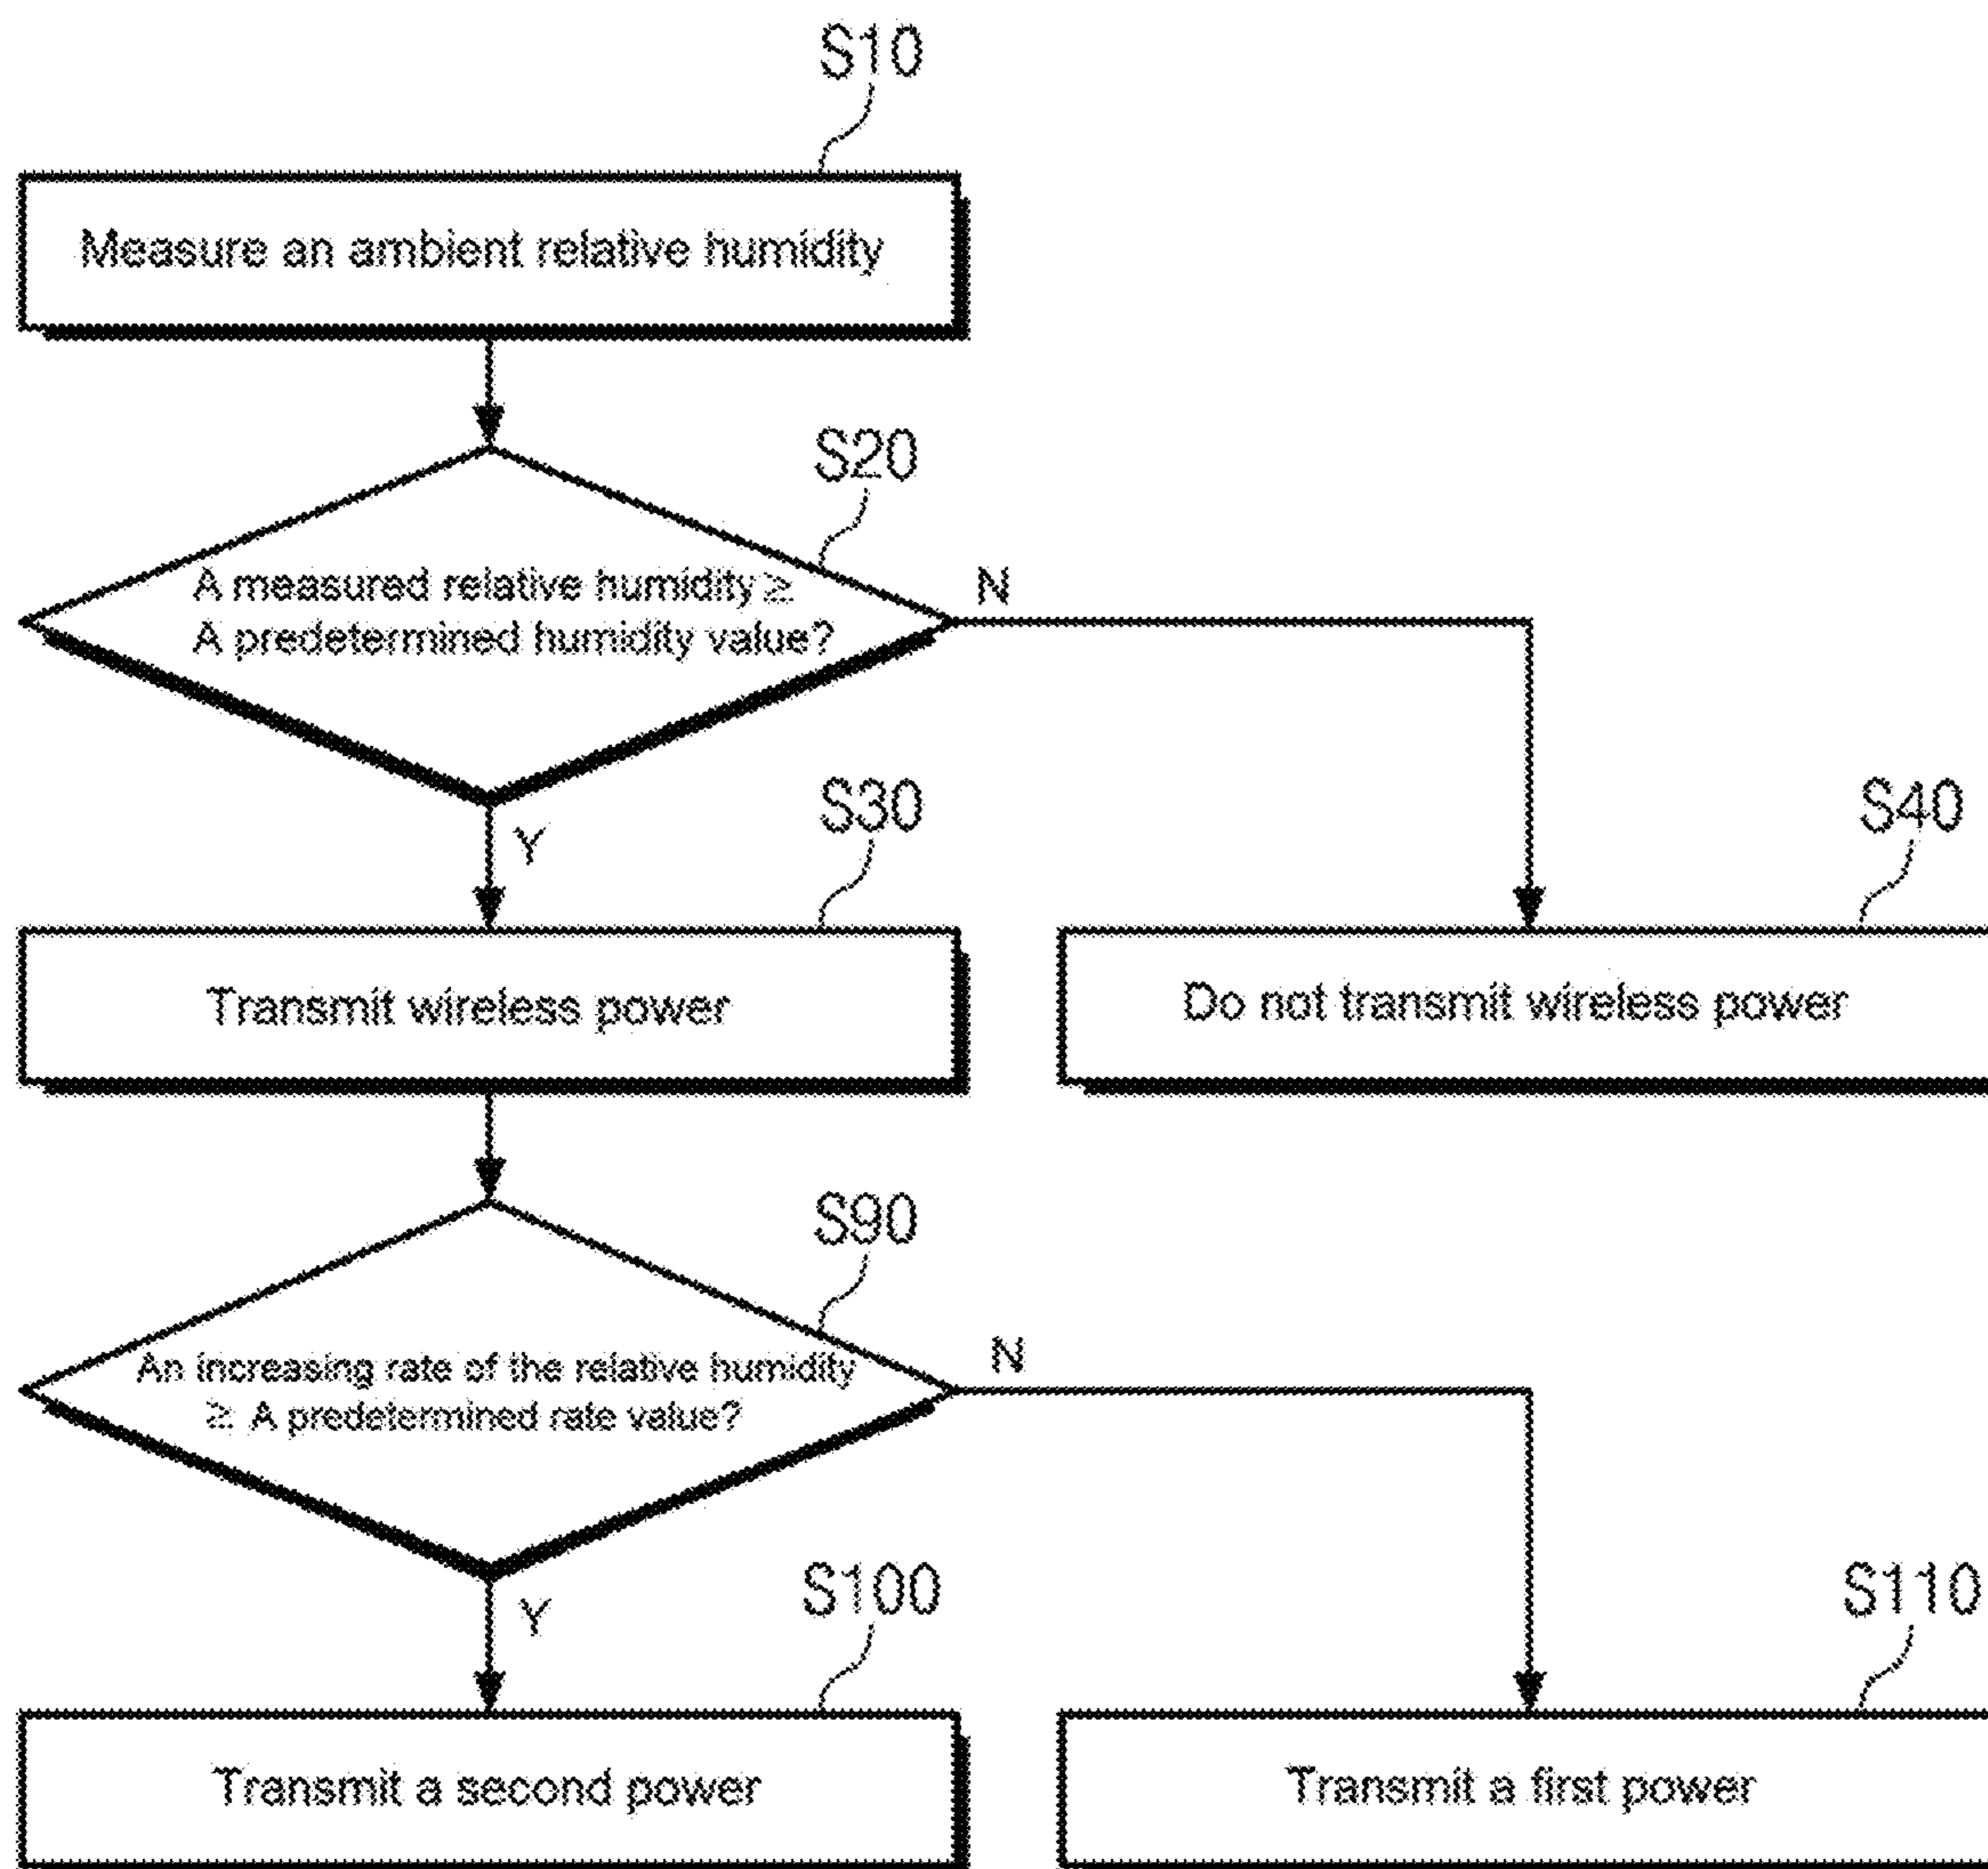 S10
Measure an ambient relative humidity
S20
A measured relative humidity ≥
A predetermined humidity value?
N
Y
S30
S40
Transmit wireless power
Do not transmit wireless power
S90
An increasing rate of the relative humidity
≥ A predetermined rate value?
N
Y
S100
S110
Transmit a second power
Transmit a first power